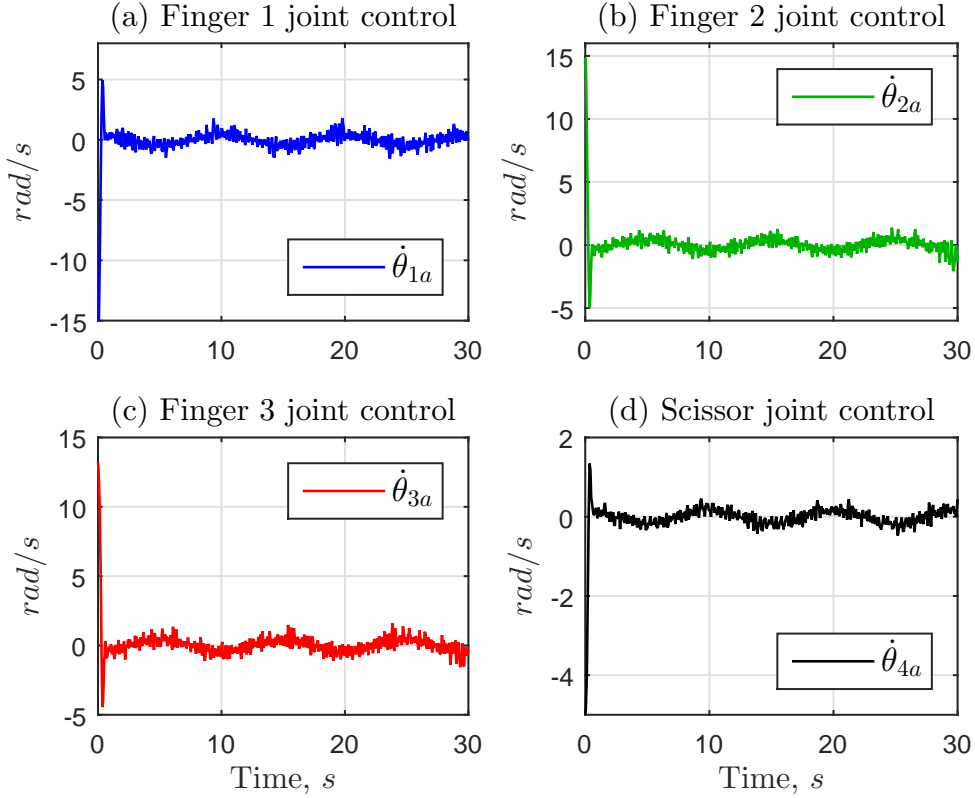 (a) Finger 1 joint control
5
0
-5
-10
-15
rad/s
θ̇1a
0 10 20 30
(b) Finger 2 joint control
15
10
5
0
-5
rad/s
θ̇2a
0 10 20 30
(c) Finger 3 joint control
15
10
5
0
-5
rad/s
θ̇3a
0 10 20 30
Time, s
(d) Scissor joint control
2
0
-2
-4
rad/s
θ̇4a
0 10 20 30
Time, s